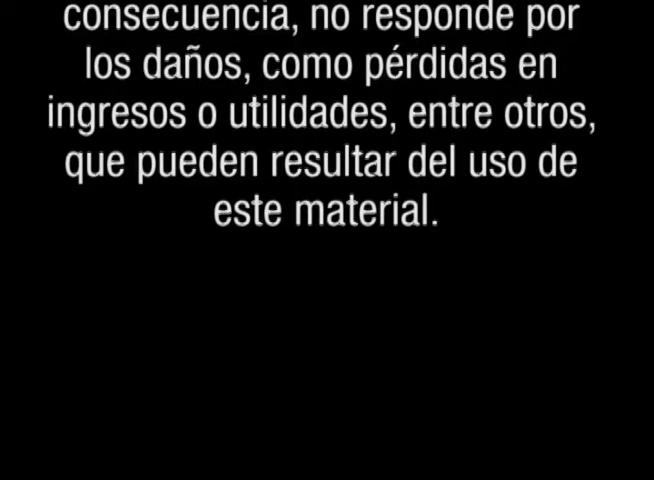 consecuencia, no responde por
los daños, como pérdidas en
ingresos o utilidades, entre otros,
que pueden resultar del uso de
este material.